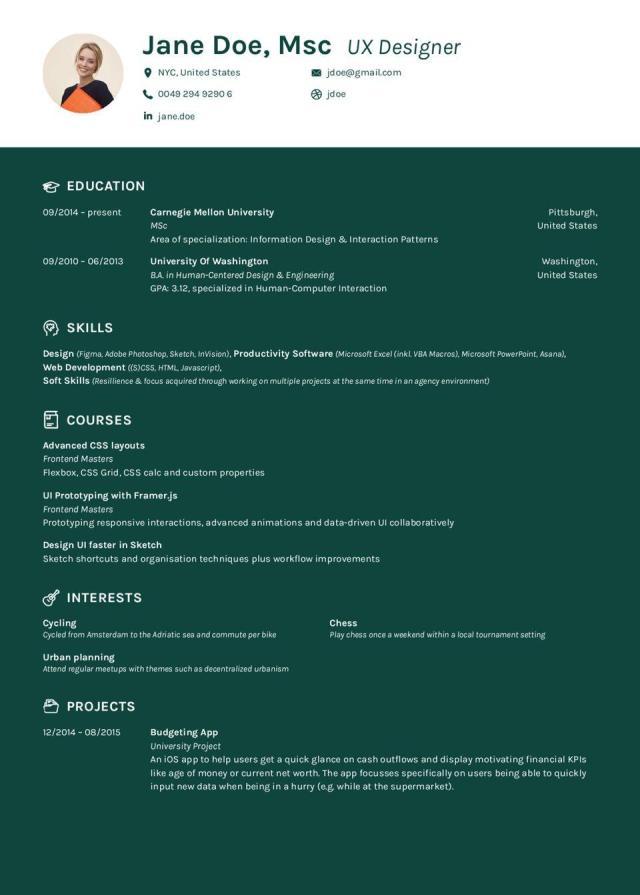 Jane Doe, Msc UX Designer
NYC, United States
jdoe@gmail.com
0049 294 9290 6
jdoe
in jane.doe
EDUCATION
09/2014 – present
Carnegie Mellon University
Pittsburgh,
MSc
United States
Area of specialization: Information Design & Interaction Patterns
09/2010 – 06/2013
University Of Washington
Washington,
B.A. in Human-Centered Design & Engineering
United States
GPA: 3.12, specialized in Human-Computer Interaction
SKILLS
Design (Figma, Adobe Photoshop, Sketch, InVision), Productivity Software (Microsoft Excel (inkl. VBA Macros), Microsoft PowerPoint, Asana),
Web Development ((S)CSS, HTML, Javascript),
Soft Skills (Resillience & focus acquired through working on multiple projects at the same time in an agency environment)
COURSES
Advanced CSS layouts
Frontend Masters
Flexbox, CSS Grid, CSS calc and custom properties
UI Prototyping with Framer.js
Frontend Masters
Prototyping responsive interactions, advanced animations and data-driven UI collaboratively
Design UI faster in Sketch
Sketch shortcuts and organisation techniques plus workflow improvements
INTERESTS
Cycling
Cycled from Amsterdam to the Adriatic sea and commute per bike
Chess
Play chess once a weekend within a local tournament setting
Urban planning
Attend regular meetups with themes such as decentralized urbanism
PROJECTS
12/2014 – 08/2015
Budgeting App
University Project
An iOS app to help users get a quick glance on cash outflows and display motivating financial KPIs
like age of money or current net worth. The app focusses specifically on users being able to quickly
input new data when being in a hurry (e.g. while at the supermarket).